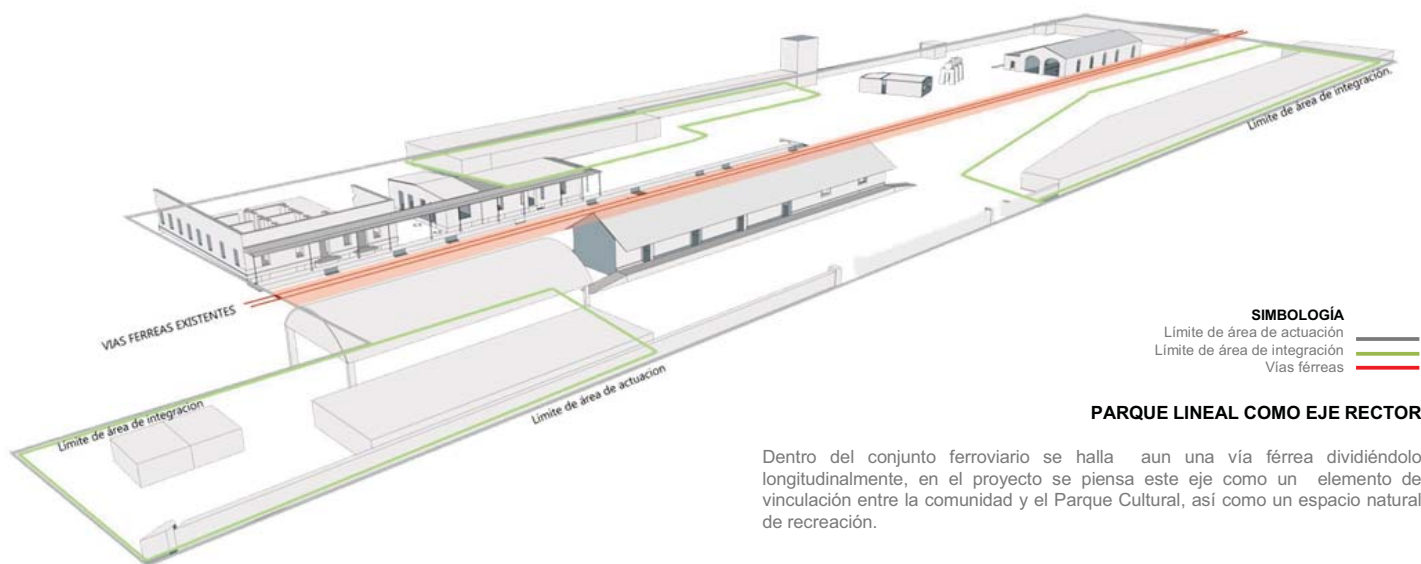 Límite de área de integración.
VIAS FERREAS EXISTENTES
Límite de área de integracion
Limite de área de actuacion
SIMBOLOGÍA
Límite de área de actuación
Límite de área de integración
Vías férreas
PARQUE LINEAL COMO EJE RECTOR
Dentro del conjunto ferroviario se halla aun una vía férrea dividiéndolo
longitudinalmente, en el proyecto se piensa este eje como un elemento de
vinculación entre la comunidad y el Parque Cultural, así como un espacio natural
de recreación.